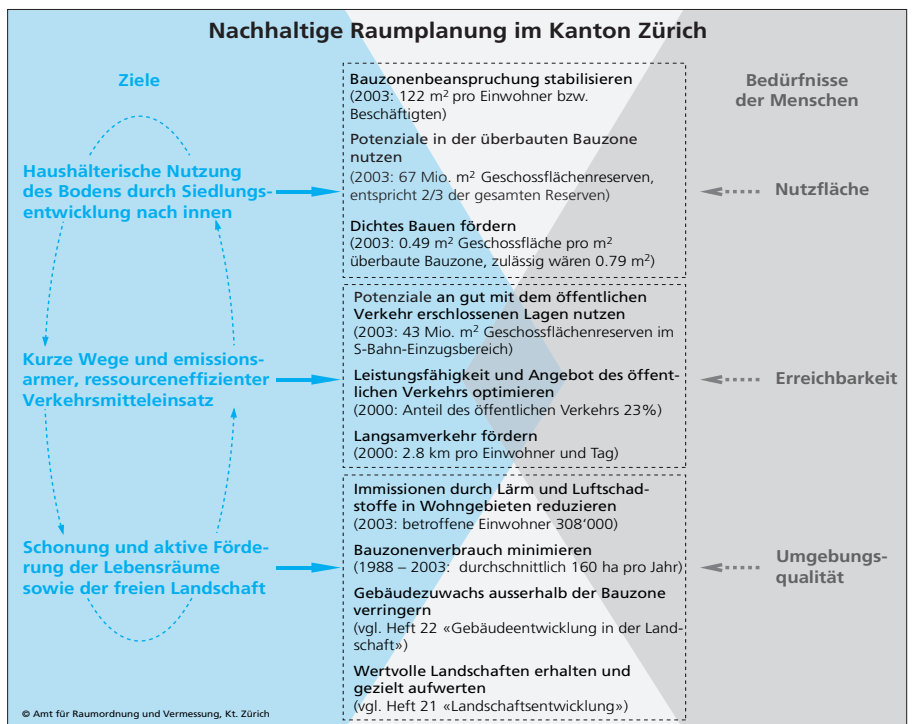 Nachhaltige Raumplanung im Kanton Zürich
Ziele
Haushälterische Nutzung
des Bodens durch Siedlungs-
entwicklung nach innen
Kurze Wege und emissions-
armer, ressourceneffizienter
Verkehrsmitteleinsatz
Schonung und aktive Förde-
rung der Lebensräume
sowie der freien Landschaft
Bauzonenbeanspruchung stabilisieren
(2003: 122 m² pro Einwohner bzw.
Beschäftigten)
Potenziale in der überbauten Bauzone
nutzen
(2003: 67 Mio. m² Geschossflächenreserven,
entspricht 2/3 der gesamten Reserven)
Dichtes Bauen fördern
(2003: 0.49 m² Geschossfläche pro m²
überbaute Bauzone, zulässig wären 0.79 m²)
Potenziale an gut mit dem öffentlichen
Verkehr erschlossenen Lagen nutzen
(2003: 43 Mio. m² Geschossflächenreserven im
S-Bahn-Einzugsbereich)
Leistungsfähigkeit und Angebot des öffent-
lichen Verkehrs optimieren
(2000: Anteil des öffentlichen Verkehrs 23%)
Langsamverkehr fördern
(2000: 2.8 km pro Einwohner und Tag)
Immissionen durch Lärm und Luftschad-
stoffe in Wohngebieten reduzieren
(2003: betroffene Einwohner 308‘000)
Bauzonenverbrauch minimieren
(1988 – 2003: durchschnittlich 160 ha pro Jahr)
Gebäudezuwachs ausserhalb der Bauzone
verringern
(vgl. Heft 22 «Gebäudeentwicklung in der Land-
schaft»)
Wertvolle Landschaften erhalten und
gezielt aufwerten
(vgl. Heft 21 «Landschaftsentwicklung»)
Bedürfnisse
der Menschen
Nutzfläche
Erreichbarkeit
Umgebungs-
qualität
© Amt für Raumordnung und Vermessung, Kt. Zürich